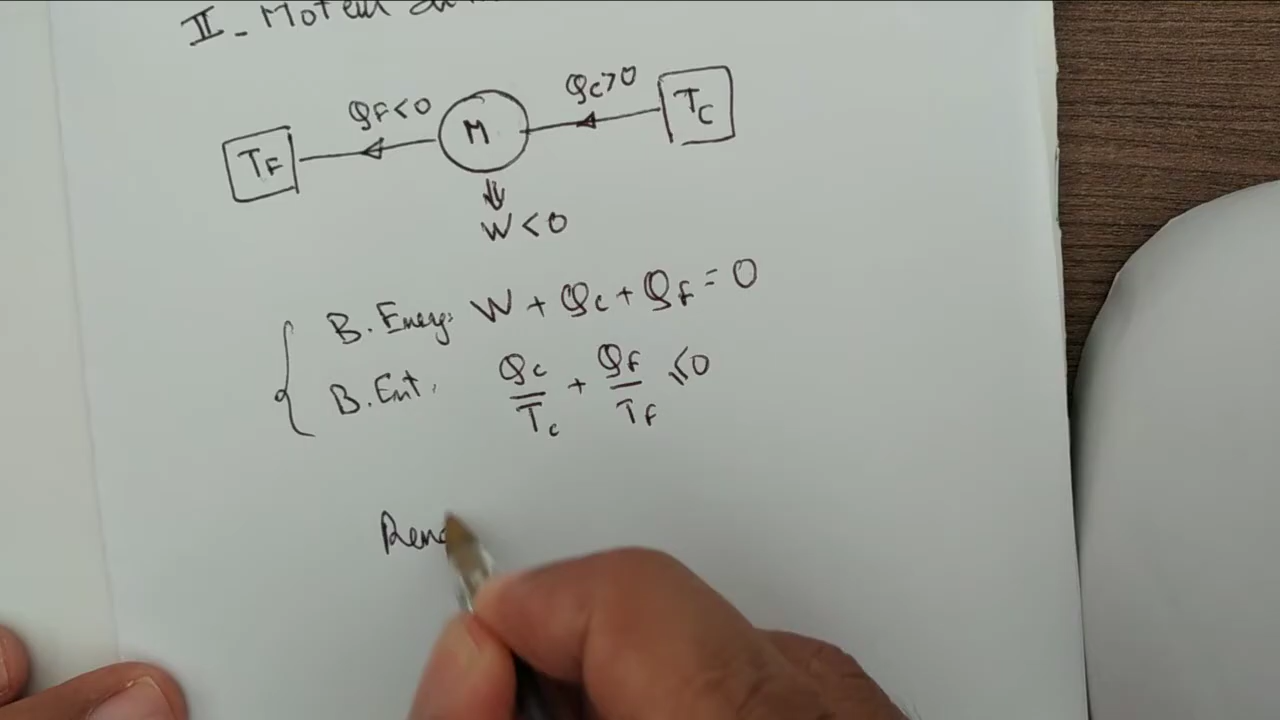 II - Moteur
QF<0 Qc>0
TF M Tc
W<0
B. Energ: W + Qc + Qf = 0
B. Ent. Qc/Tc + Qf/Tf ≤0